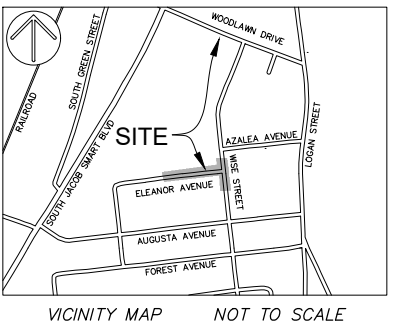 WOODLAWN DRIVE
SOUTH GREEN STREET
RAILROAD
SITE
SOUTH JACOB SMART BLVD
AZALEA AVENUE
LOGAN STREET
WISE STREET
ELEANOR AVENUE
AUGUSTA AVENUE
FOREST AVENUE
VICINITY MAP NOT TO SCALE